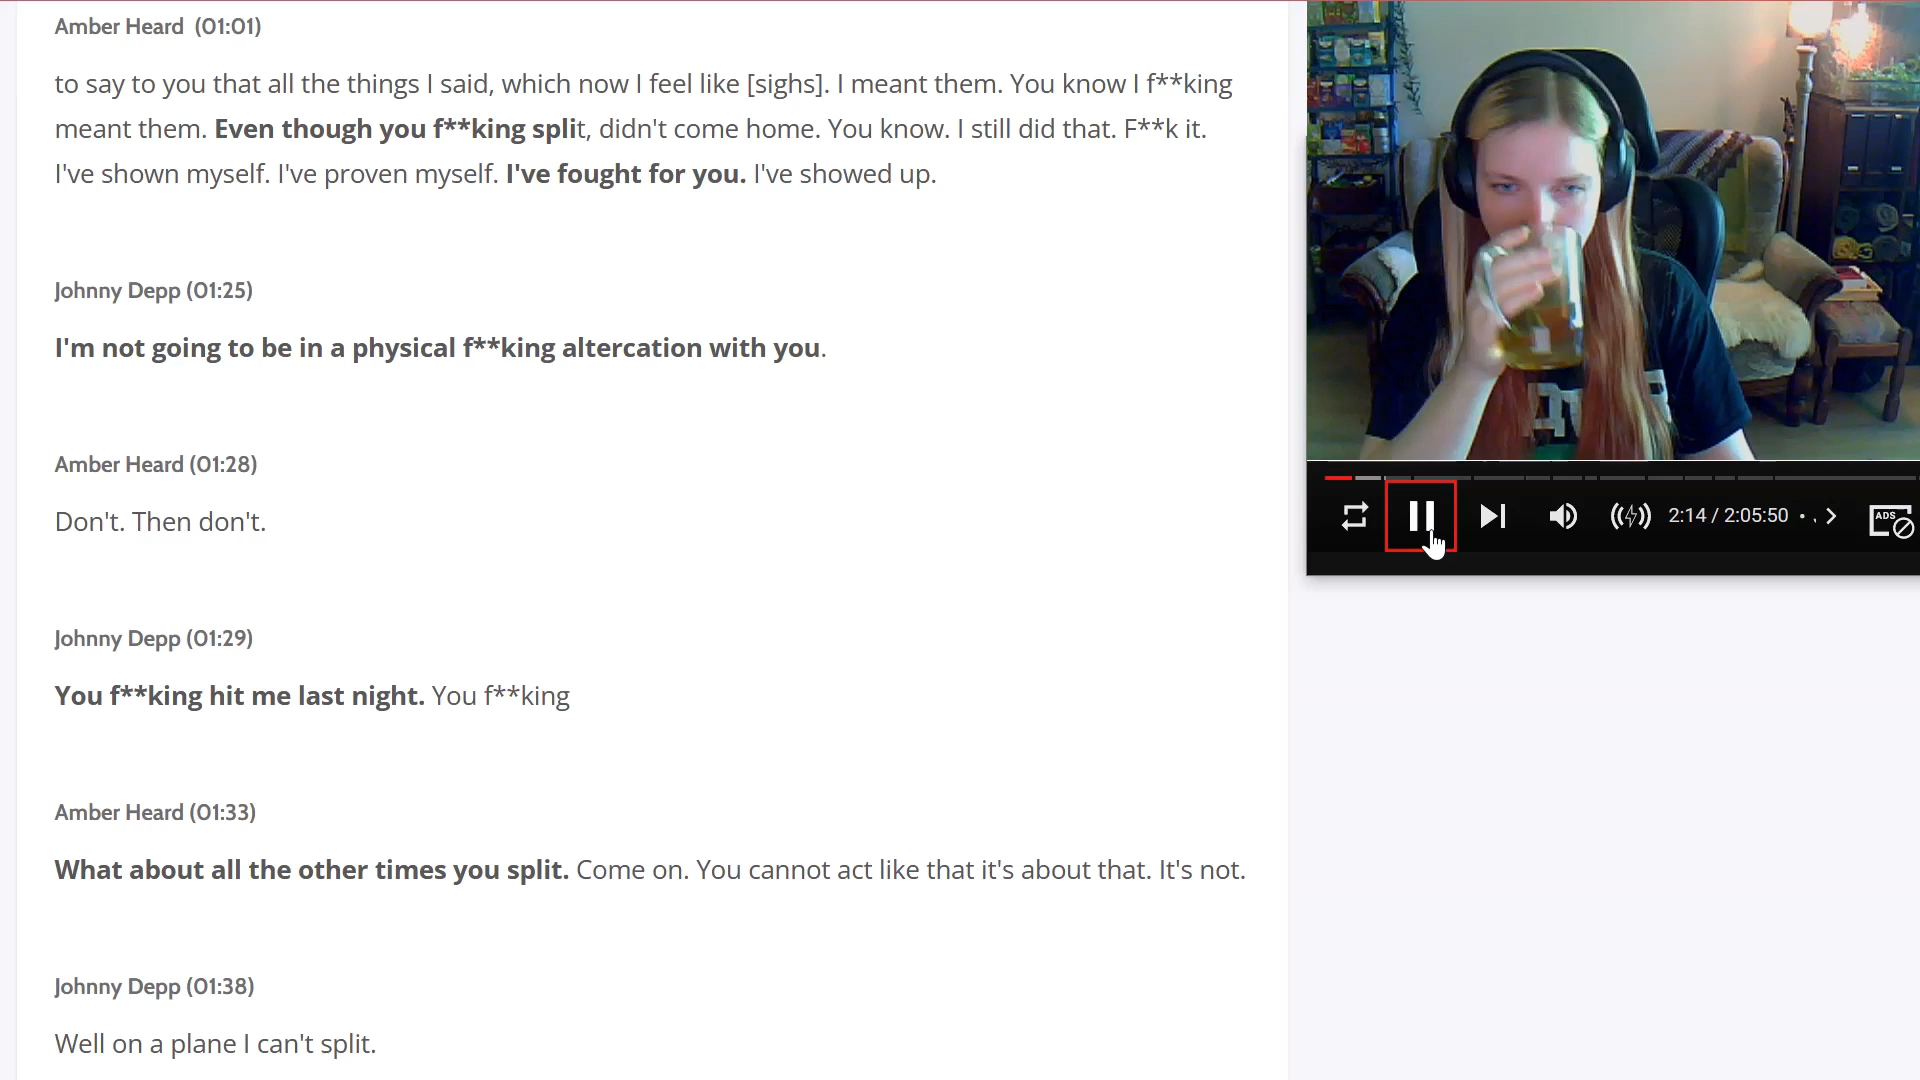 Amber Heard  (01:01)
to say to you that all the things I said, which now I feel like [sighs]. I meant them. You know I f**king
meant them. Even though you f**king split, didn't come home. You know. I still did that. F**k it.
I've shown myself. I've proven myself. I've fought for you. I've showed up.
Johnny Depp (01:25)
I'm not going to be in a physical f**king altercation with you.
Amber Heard (01:28)
Don't. Then don't.
Johnny Depp (01:29)
You f**king hit me last night. You f**king
Amber Heard (01:33)
What about all the other times you split. Come on. You cannot act like that it's about that. It's not.
Johnny Depp (01:38)
Well on a plane I can't split.
2:14 / 2:05:50 • .
ADS